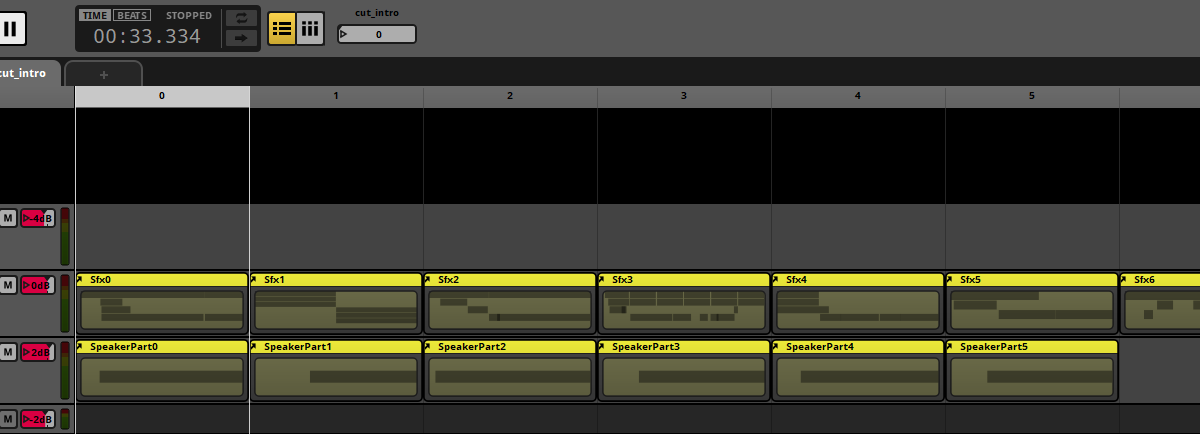 cut_intro
TIME BEATS STOPPED
00:33.334
0
cut_intro +
0 1 2 3 4 5
M -4dB
M 0dB Sfx0 Sfx1 Sfx2 Sfx3 Sfx4 Sfx5 Sfx6
M 2dB SpeakerPart0 SpeakerPart1 SpeakerPart2 SpeakerPart3 SpeakerPart4 SpeakerPart5
M -2dB